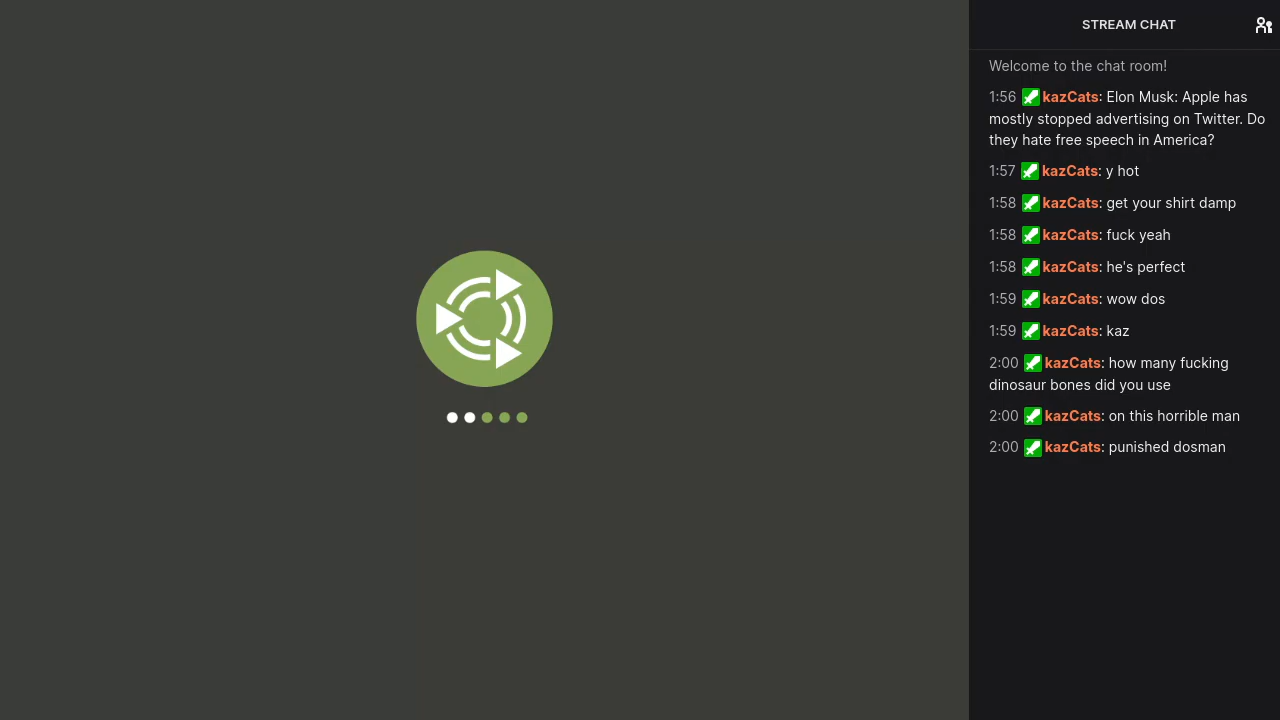 STREAM CHAT
Welcome to the chat room!
1:56 kazCats: Elon Musk: Apple has
mostly stopped advertising on Twitter. Do
they hate free speech in America?
1:57 kazCats: y hot
1:58 kazCats: get your shirt damp
1:58 kazCats: fuck yeah
1:58 kazCats: he's perfect
1:59 kazCats: wow dos
1:59 kazCats: kaz
2:00 kazCats: how many fucking
dinosaur bones did you use
2:00 kazCats: on this horrible man
2:00 kazCats: punished dosman